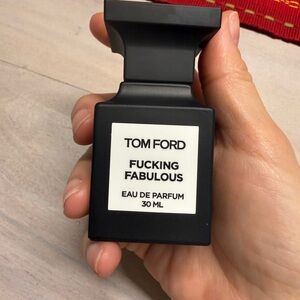 TOM FORD
FUCKING
FABULOUS
EAU DE PARFUM
30 ML